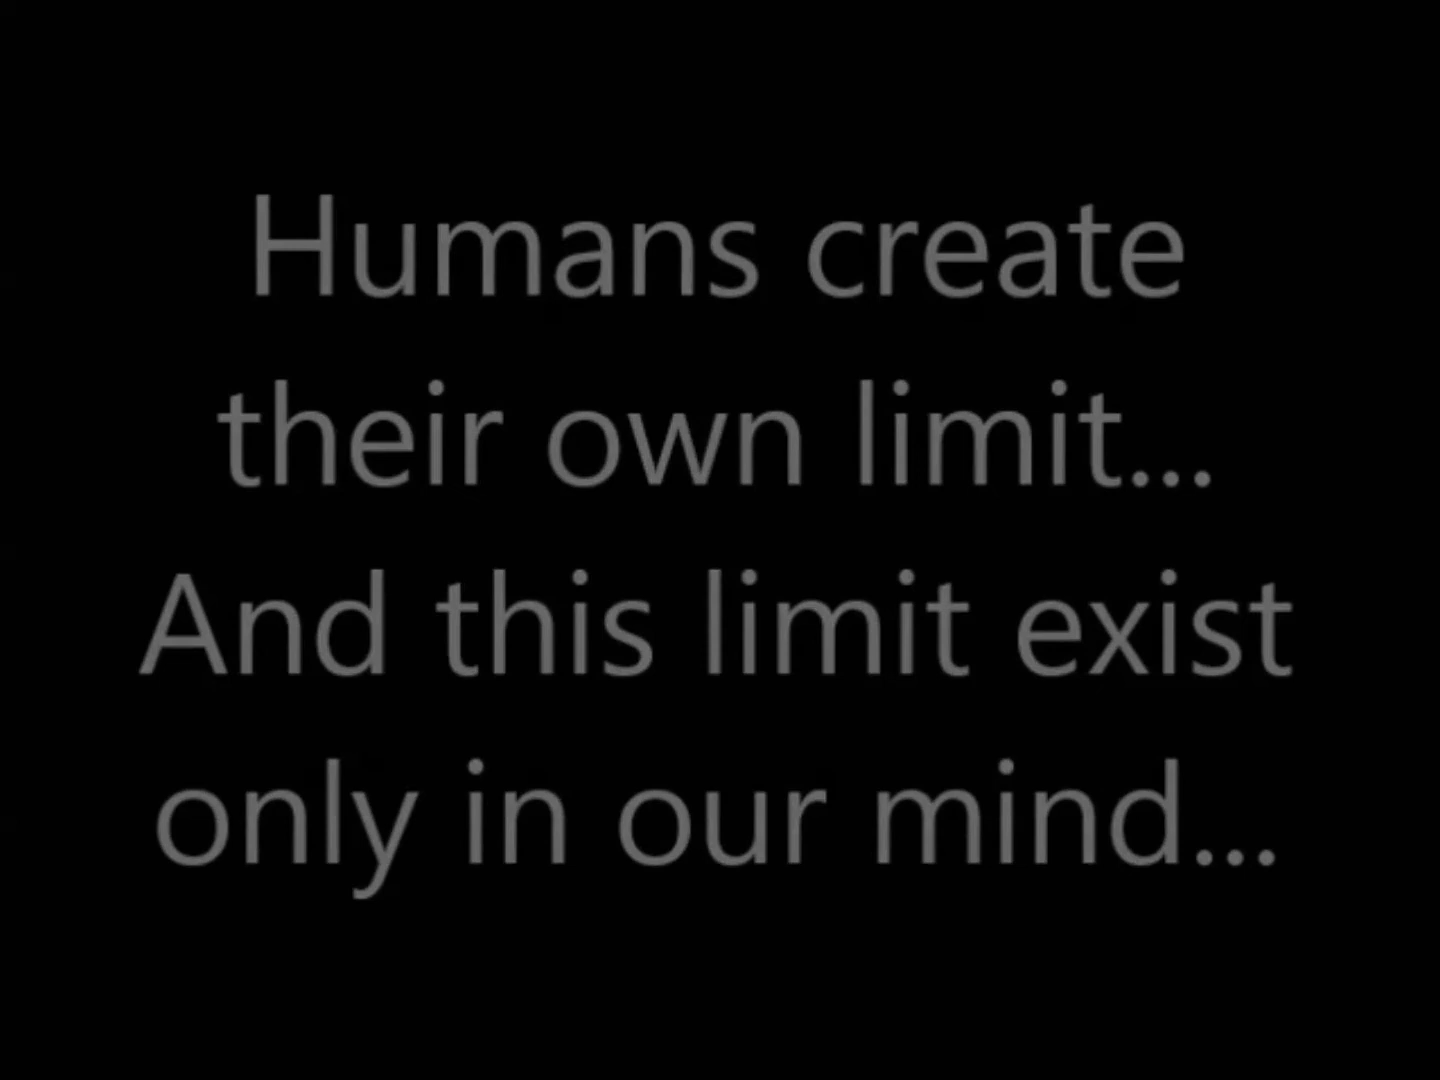 Humans create
their own limit...
And this limit exist
only in our mind...